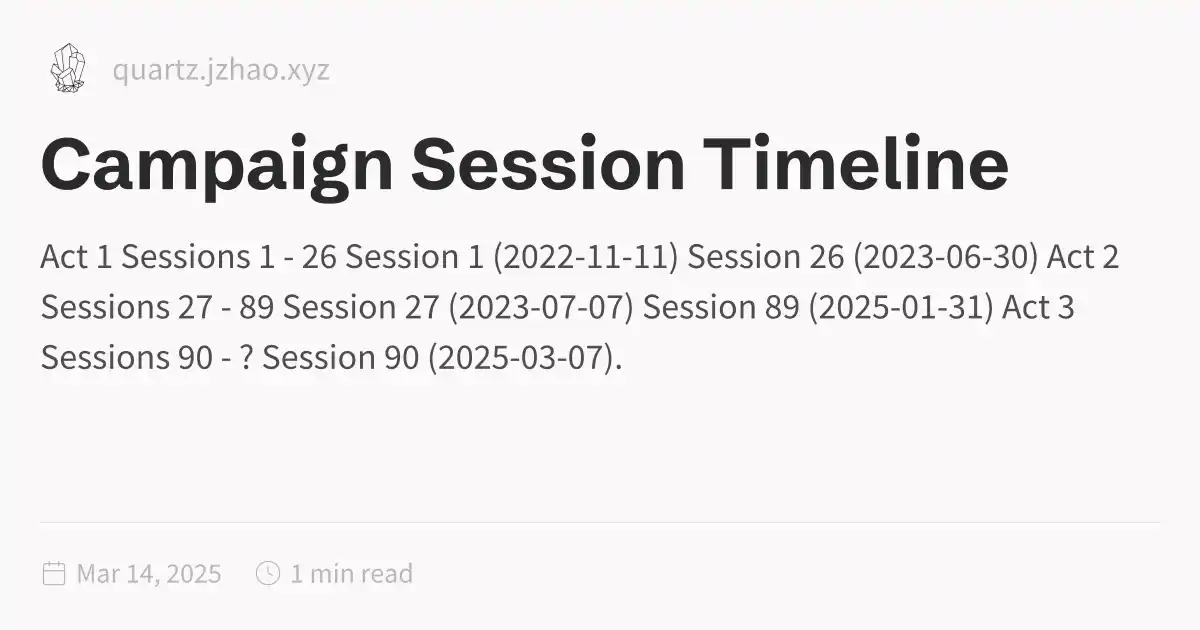 quartz.jzhao.xyz
Campaign Session Timeline
Act 1 Sessions 1 - 26 Session 1 (2022-11-11) Session 26 (2023-06-30) Act 2
Sessions 27 - 89 Session 27 (2023-07-07) Session 89 (2025-01-31) Act 3
Sessions 90 - ? Session 90 (2025-03-07).
Mar 14, 2025 1 min read